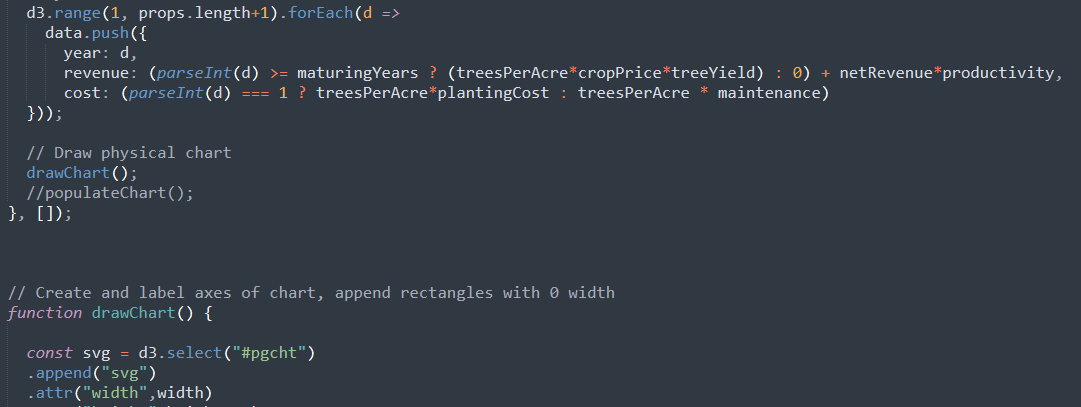 d3.range(1, props.length+1).forEach(d =>
data.push({
year: d,
revenue: (parseInt(d) >= maturingYears ? (treesPerAcre*cropPrice*treeYield) : 0) + netRevenue*productivity,
cost: (parseInt(d) === 1 ? treesPerAcre*plantingCost : treesPerAcre * maintenance)
}));
// Draw physical chart
drawChart();
//populateChart();
}, []);
// Create and label axes of chart, append rectangles with 0 width
function drawChart() {
const svg = d3.select("#pgcht")
.append("svg")
.attr("width",width)